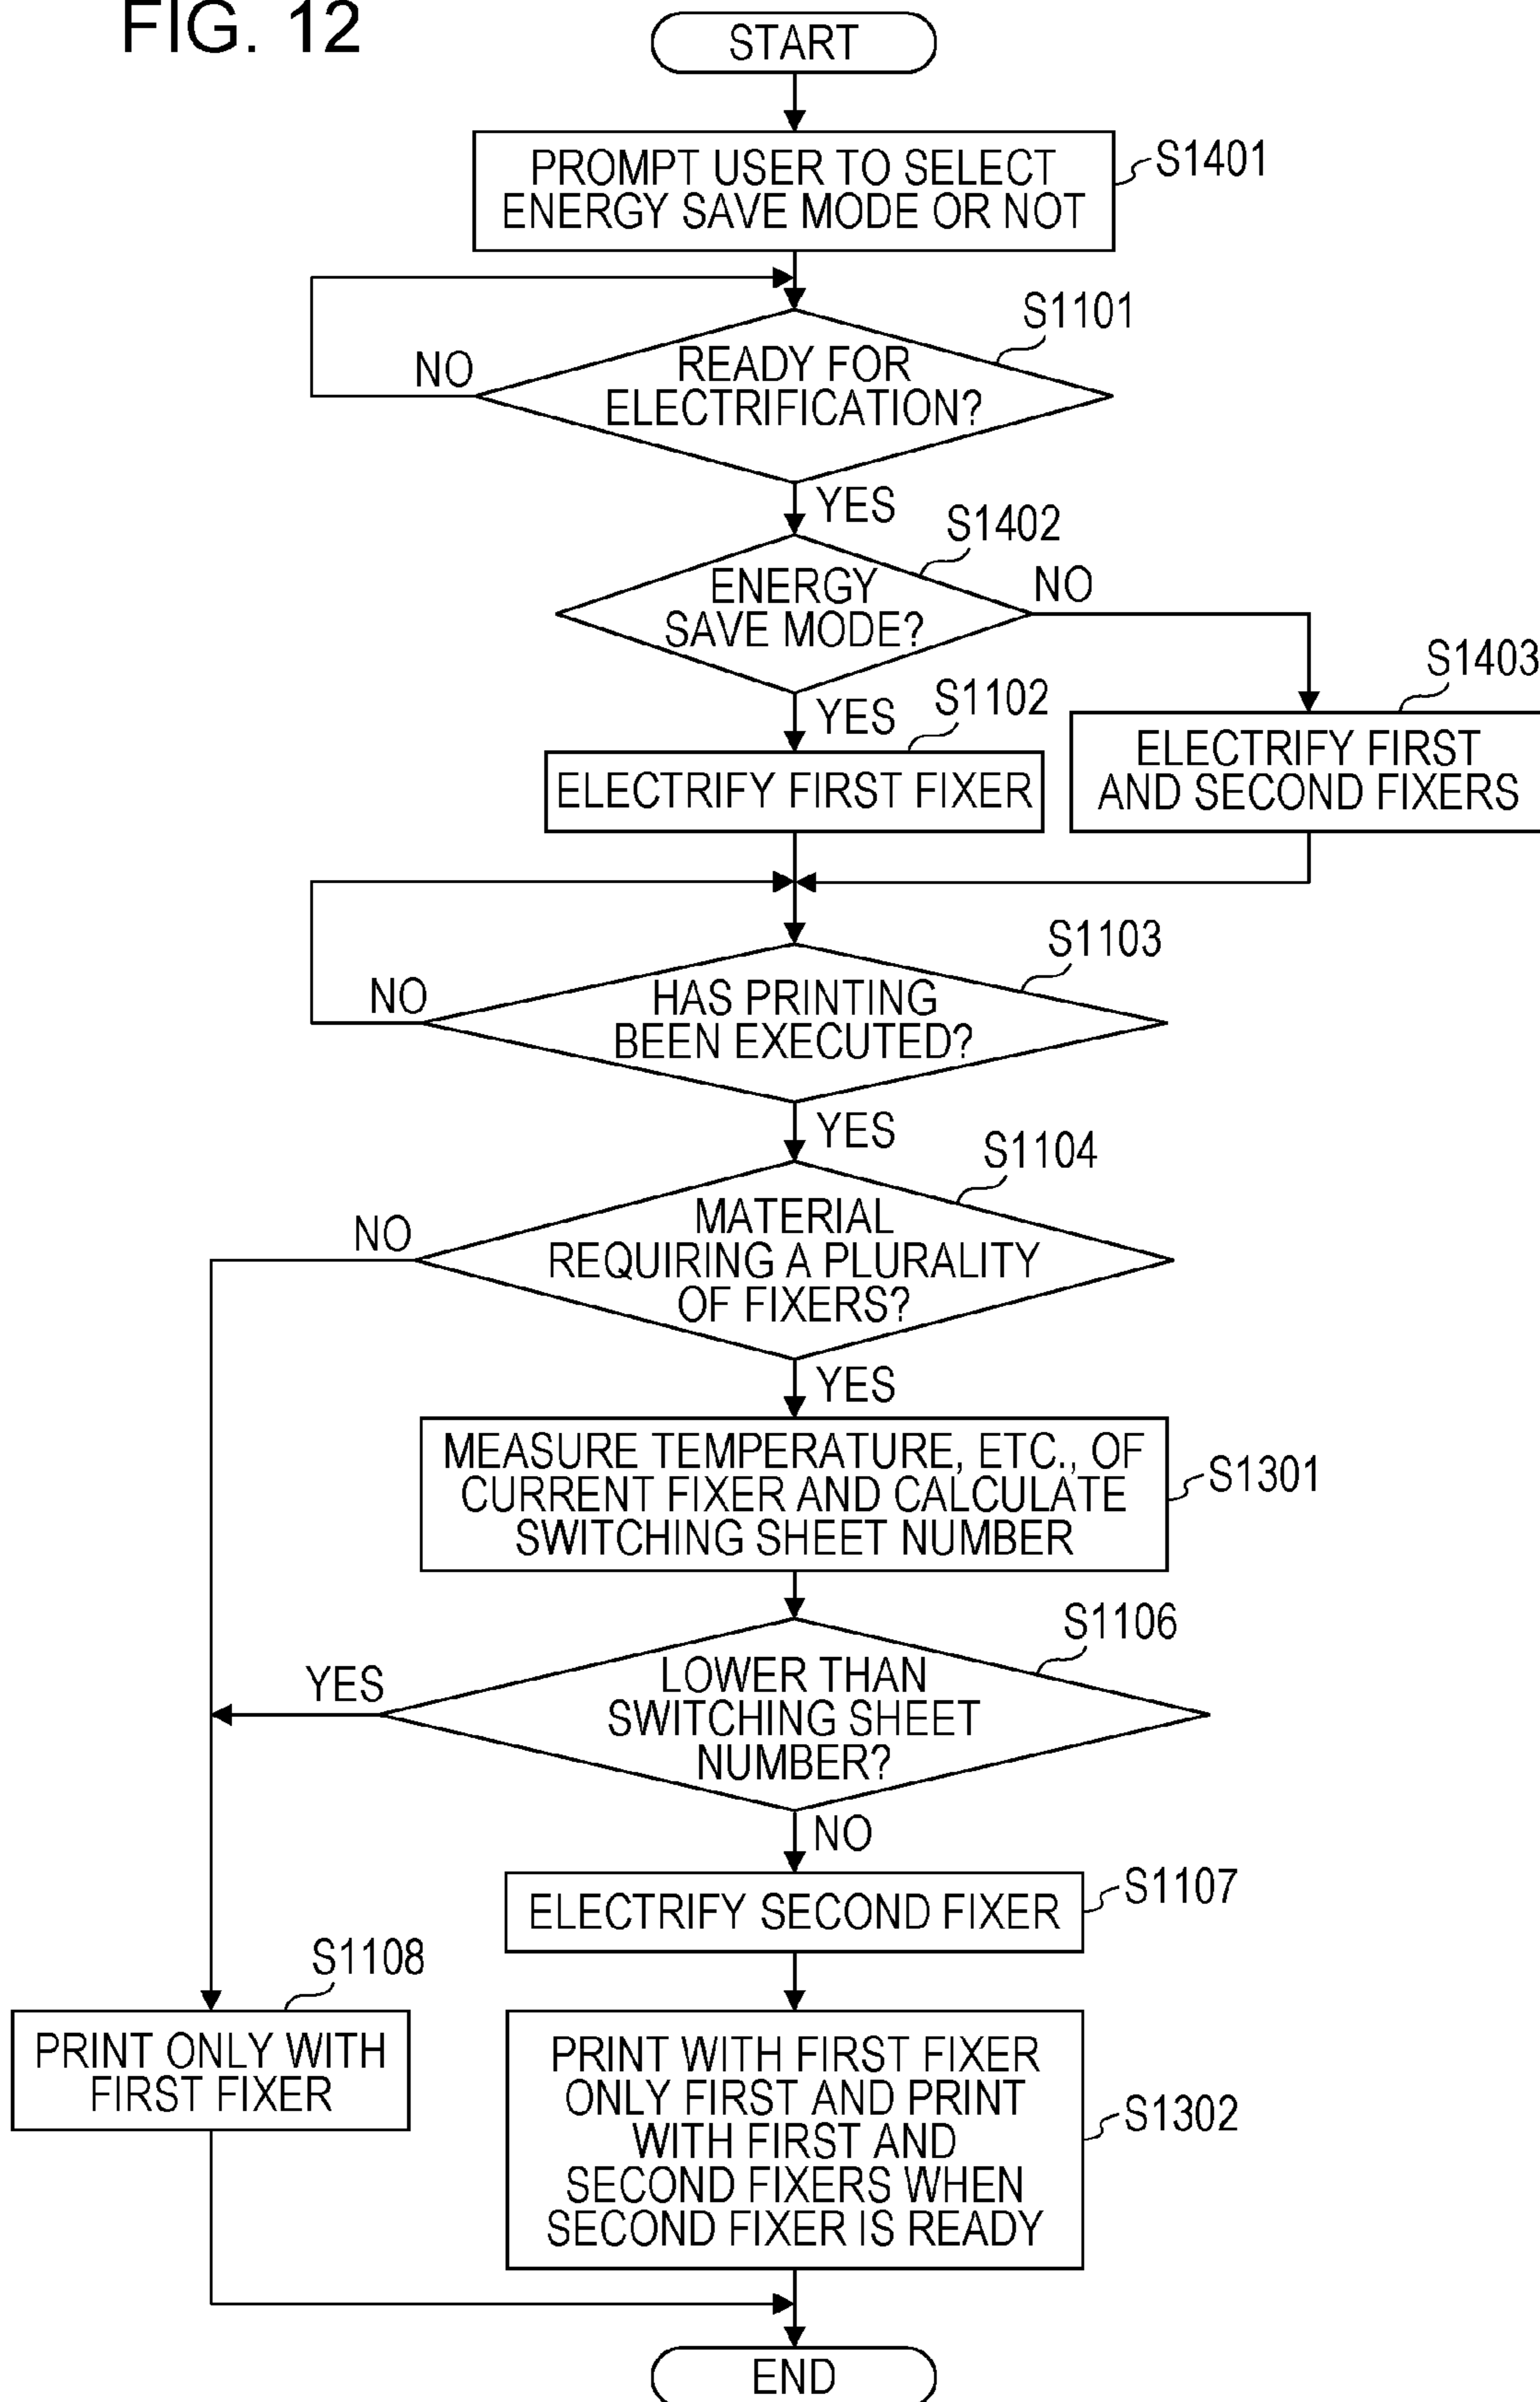 FIG. 12
START
PROMPT USER TO SELECT
ENERGY SAVE MODE OR NOT
S1401
S1101
READY FOR
ELECTRIFICATION?
NO
YES
S1402
ENERGY
SAVE MODE?
NO
S1403
YES
S1102
ELECTRIFY FIRST
AND SECOND FIXERS
ELECTRIFY FIRST FIXER
S1103
HAS PRINTING
BEEN EXECUTED?
NO
YES
S1104
MATERIAL
REQUIRING A PLURALITY
OF FIXERS?
NO
YES
MEASURE TEMPERATURE, ETC., OF
CURRENT FIXER AND CALCULATE
SWITCHING SHEET NUMBER
S1301
S1106
LOWER THAN
SWITCHING SHEET
NUMBER?
YES
NO
ELECTRIFY SECOND FIXER
S1107
S1108
PRINT ONLY WITH
FIRST FIXER
PRINT WITH FIRST FIXER
ONLY FIRST AND PRINT
WITH FIRST AND
SECOND FIXERS WHEN
SECOND FIXER IS READY
S1302
END